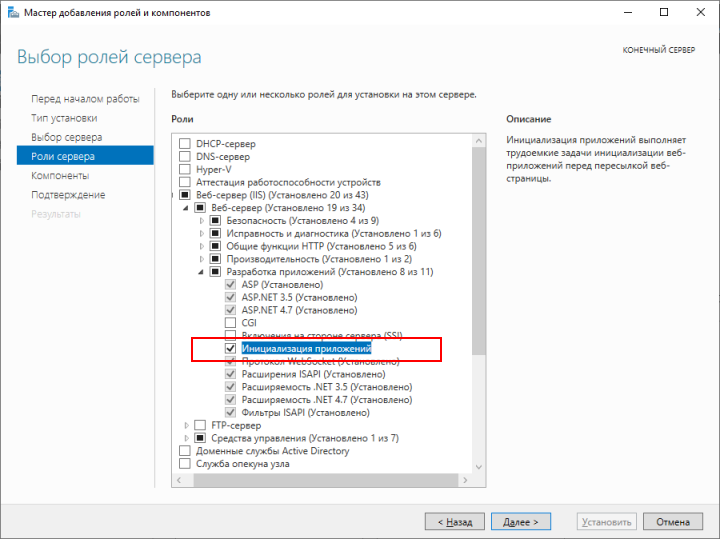 Мастер добавления ролей и компонентов
Выбор ролей сервера
КОНЕЧНЫЙ СЕРВЕР
Перед началом работы
Тип установки
Выбор сервера
Роли сервера
Компоненты
Подтверждение
Результаты
Выберите одну или несколько ролей для установки на этом сервере.
Роли
DHCP-сервер
DNS-сервер
Hyper-V
Аттестация работоспособности устройств
Веб-сервер (IIS) (Установлено 20 из 43)
Веб-сервер (Установлено 19 из 34)
Безопасность (Установлено 4 из 9)
Исправность и диагностика (Установлено 1 из 6)
Общие функции HTTP (Установлено 5 из 6)
Производительность (Установлено 1 из 2)
Разработка приложений (Установлено 8 из 11)
ASP (Установлено)
ASP.NET 3.5 (Установлено)
ASP.NET 4.7 (Установлено)
CGI
Включения на стороне сервера (SSI)
Инициализация приложений
Протокол WebSocket (Установлено)
Расширения ISAPI (Установлено)
Расширяемость .NET 3.5 (Установлено)
Расширяемость .NET 4.7 (Установлено)
Фильтры ISAPI (Установлено)
FTP-сервер
Средства управления (Установлено 1 из 7)
Доменные службы Active Directory
Служба опекуна узла
Описание
Инициализация приложений выполняет
трудоемкие задачи инициализации веб-
приложений перед пересылкой веб-
страницы.
< Назад
Далее >
Установить
Отмена